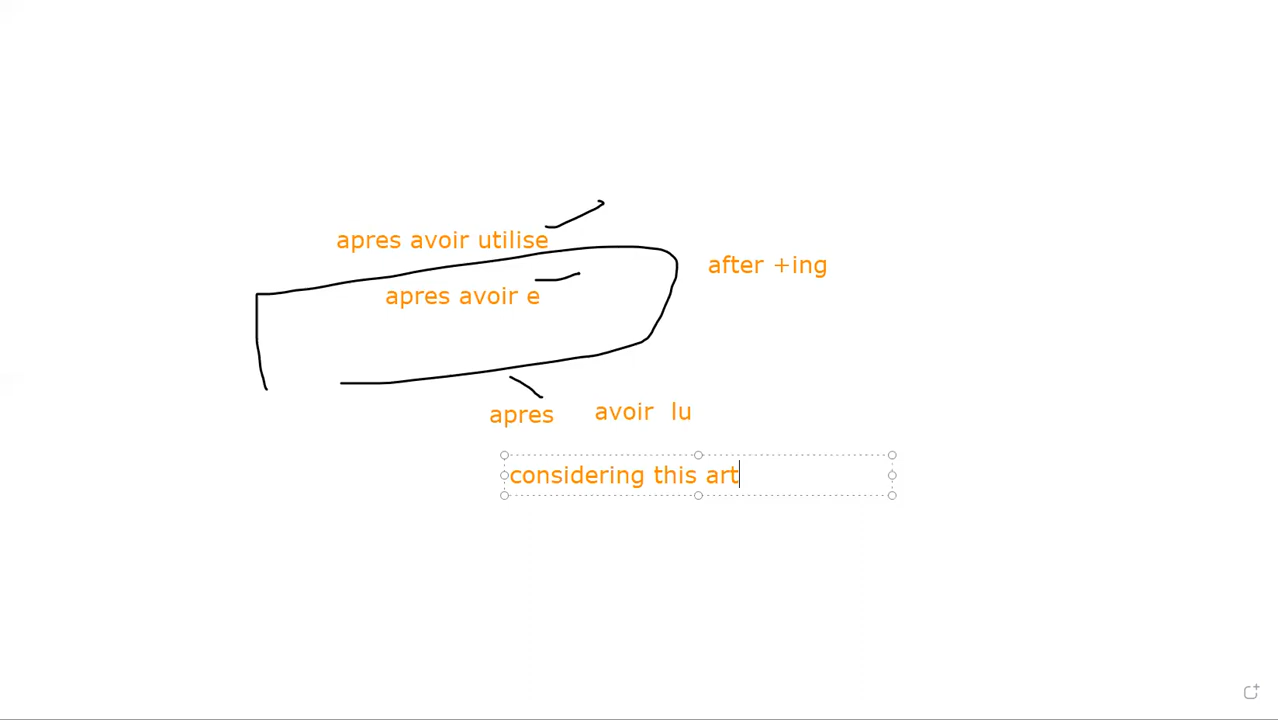 apres avoir utilise
after +ing
apres avoir e
apres avoir lu
considering this art